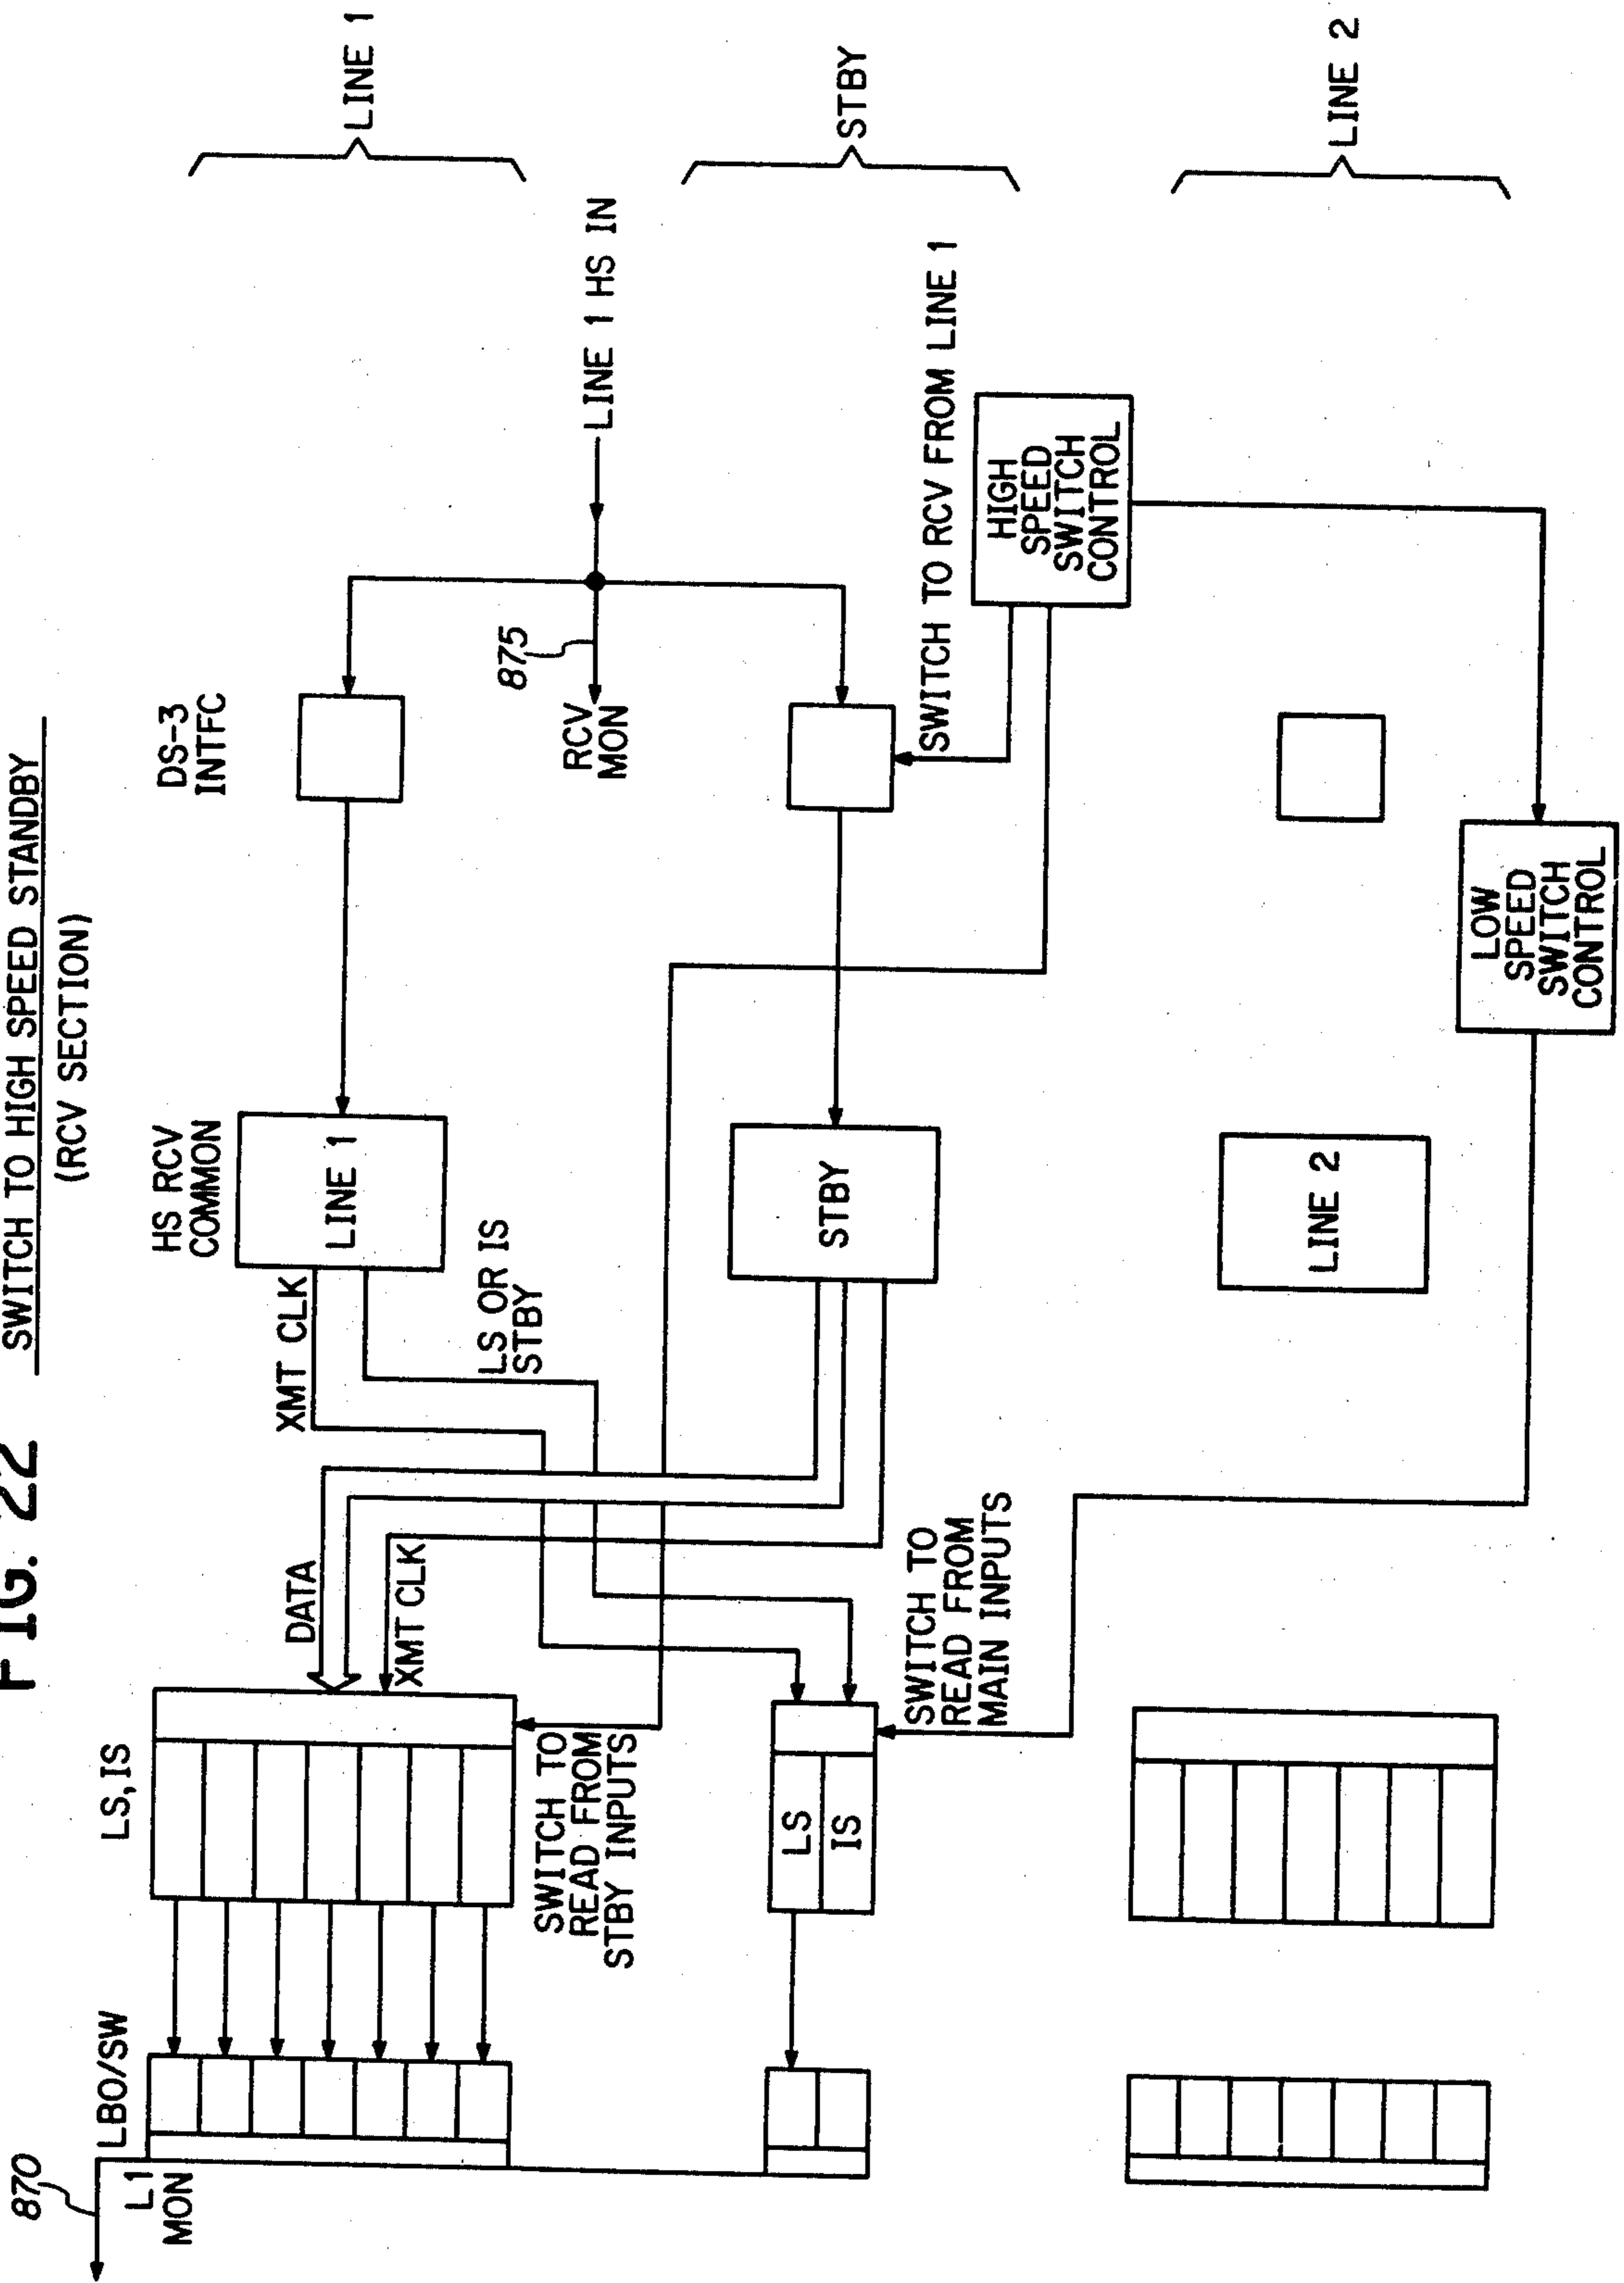 FIG. 22
SWITCH TO HIGH SPEED STANDBY
(RCV SECTION)
870
L1
MON
LBO/SW
LS,IS
DATA
XMT CLK
XMT CLK
HS RCV
COMMON
LINE 1
DS-3
INTFC
LINE 1
SWITCH TO
READ FROM
STBY INPUTS
LS OR IS
STBY
875
RCV
MON
LINE 1 HS IN
LS
IS
STBY
STBY
SWITCH TO
READ FROM
MAIN INPUTS
SWITCH TO RCV FROM LINE 1
HIGH
SPEED
SWITCH
CONTROL
LINE 2
LINE 2
LOW
SPEED
SWITCH
CONTROL